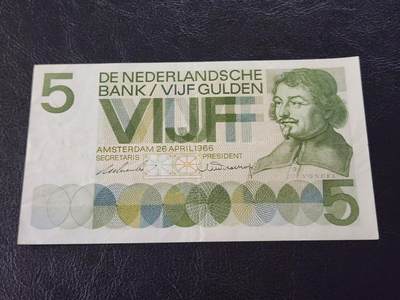 5
DE NEDERLANDSCHE
BANK / VIJF GULDEN
VIJF
AMSTERDAM 26 APRIL 1966
SECRETARIS PRESIDENT
VONDEL
5